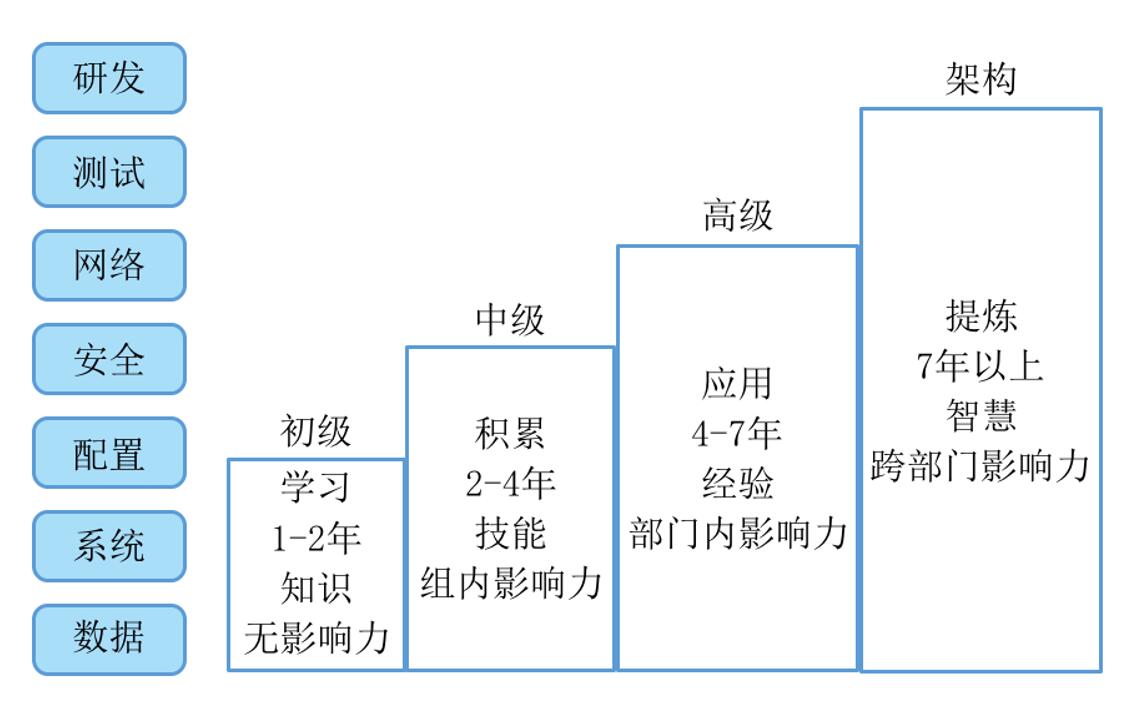 研发
测试
网络
安全
配置
系统
数据
初级
学习
1-2年
知识
无影响力
中级
积累
2-4年
技能
组内影响力
高级
应用
4-7年
经验
部门内影响力
架构
提炼
7年以上
智慧
跨部门影响力